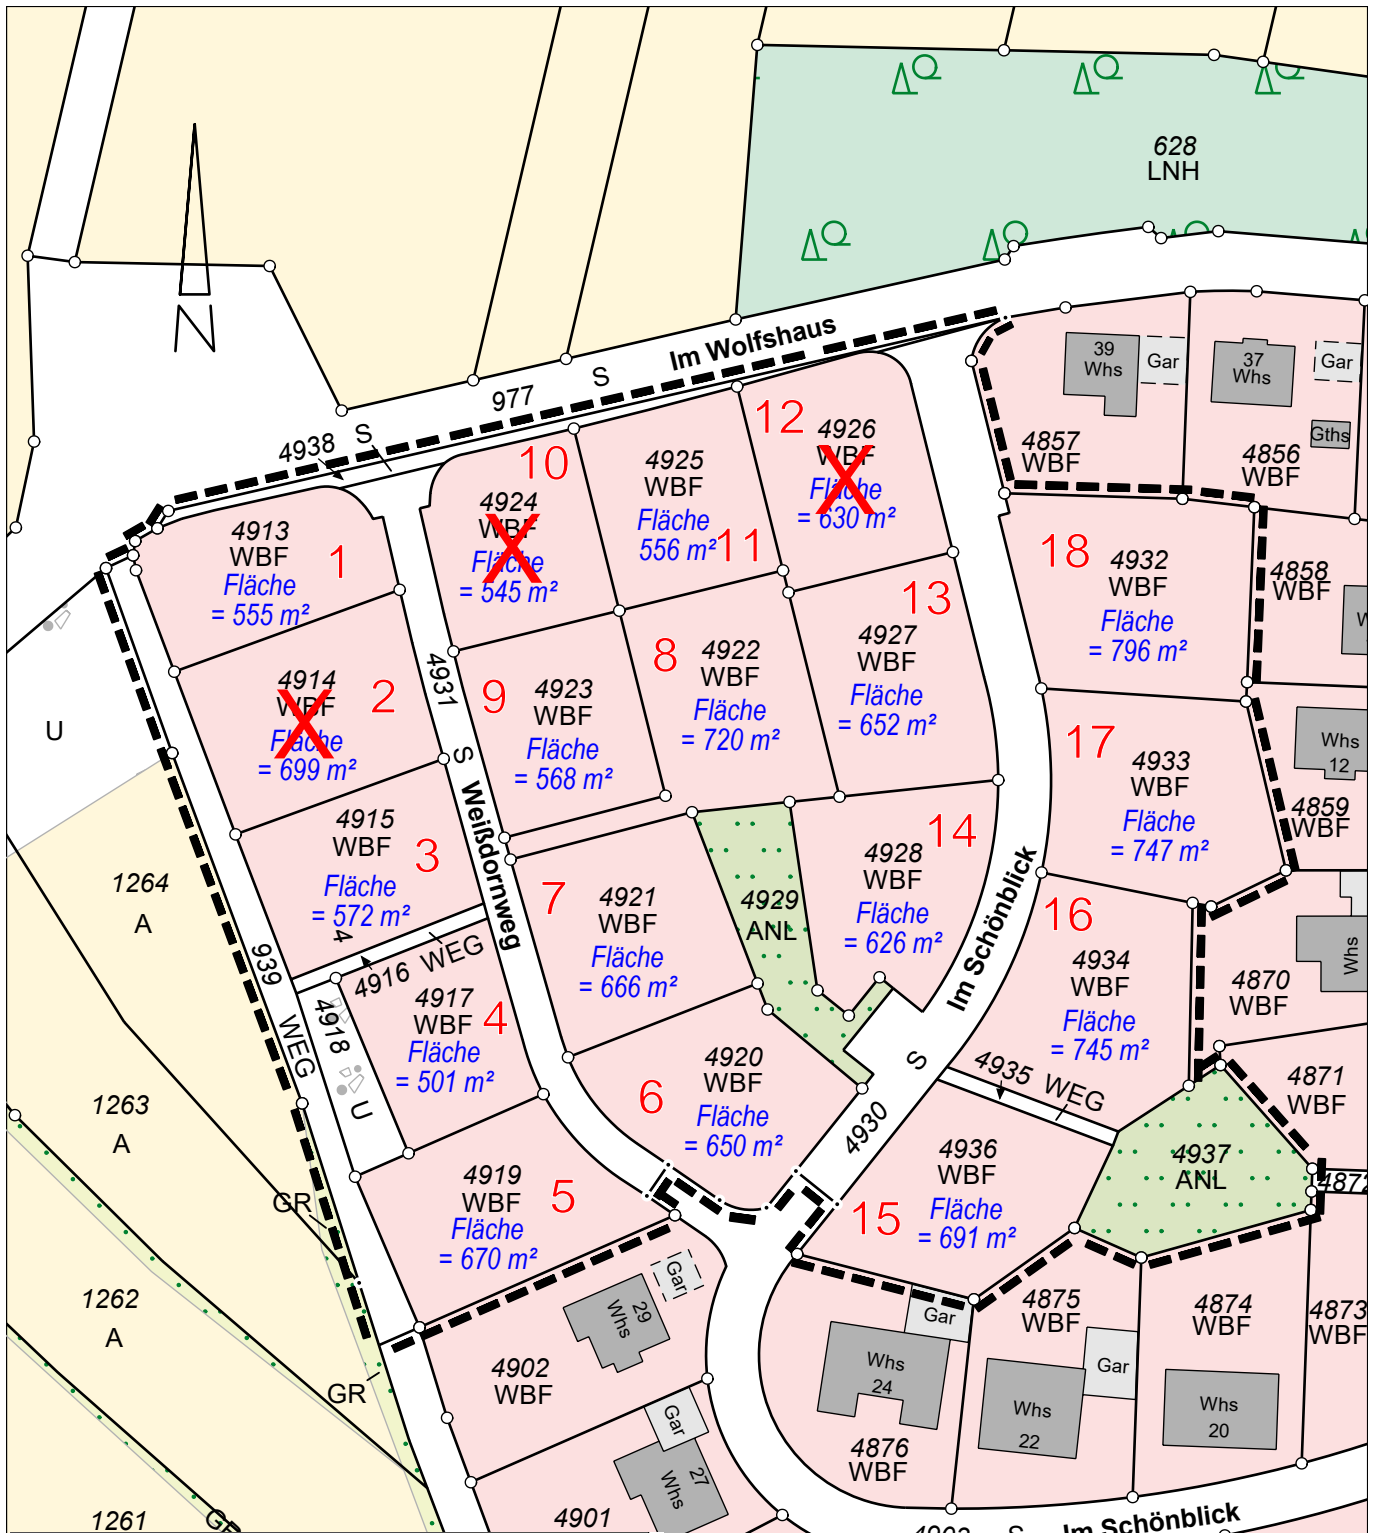 628
LNH
Im Wolfshaus
S
977
S
4938
N
39
Whs
Gar
37
Whs
Gar
Gths
4857
WBF
4856
WBF
12
4926
WBF
Fläche
= 630 m²
10
4924
WBF
Fläche
= 545 m²
4925
WBF
Fläche
556 m²
11
4913
WBF
Fläche
= 555 m²
1
18
4932
WBF
Fläche
= 796 m²
4858
WBF
13
4927
WBF
Fläche
= 652 m²
8
4922
WBF
Fläche
= 720 m²
9
4923
WBF
Fläche
= 568 m²
4931
S
Weißdornweg
2
4914
WBF
Fläche
= 699 m²
U
17
4933
WBF
Fläche
= 747 m²
Whs
12
4859
WBF
3
4915
WBF
Fläche
= 572 m²
14
4928
WBF
Fläche
= 626 m²
4929
ANL
7
4921
WBF
Fläche
= 666 m²
Im Schönblick
16
4934
WBF
Fläche
= 745 m²
Whs
4870
WBF
1264
A
939
WEG
4
4916 WEG
4918
U
4917
WBF
Fläche
= 501 m²
4
6
4920
WBF
Fläche
= 650 m²
S
4930
4935 WEG
4871
WBF
1263
A
4937
ANL
4872
4936
WBF
Fläche
= 691 m²
15
4919
WBF
Fläche
= 670 m²
5
GR
1262
A
GR
Gar
29
Whs
4902
WBF
Gar
27
Whs
4901
Gar
Whs
24
4876
WBF
4875
WBF
Gar
Whs
22
4874
WBF
Whs
20
4873
WBF
1261
GR
S
Im Schönblick